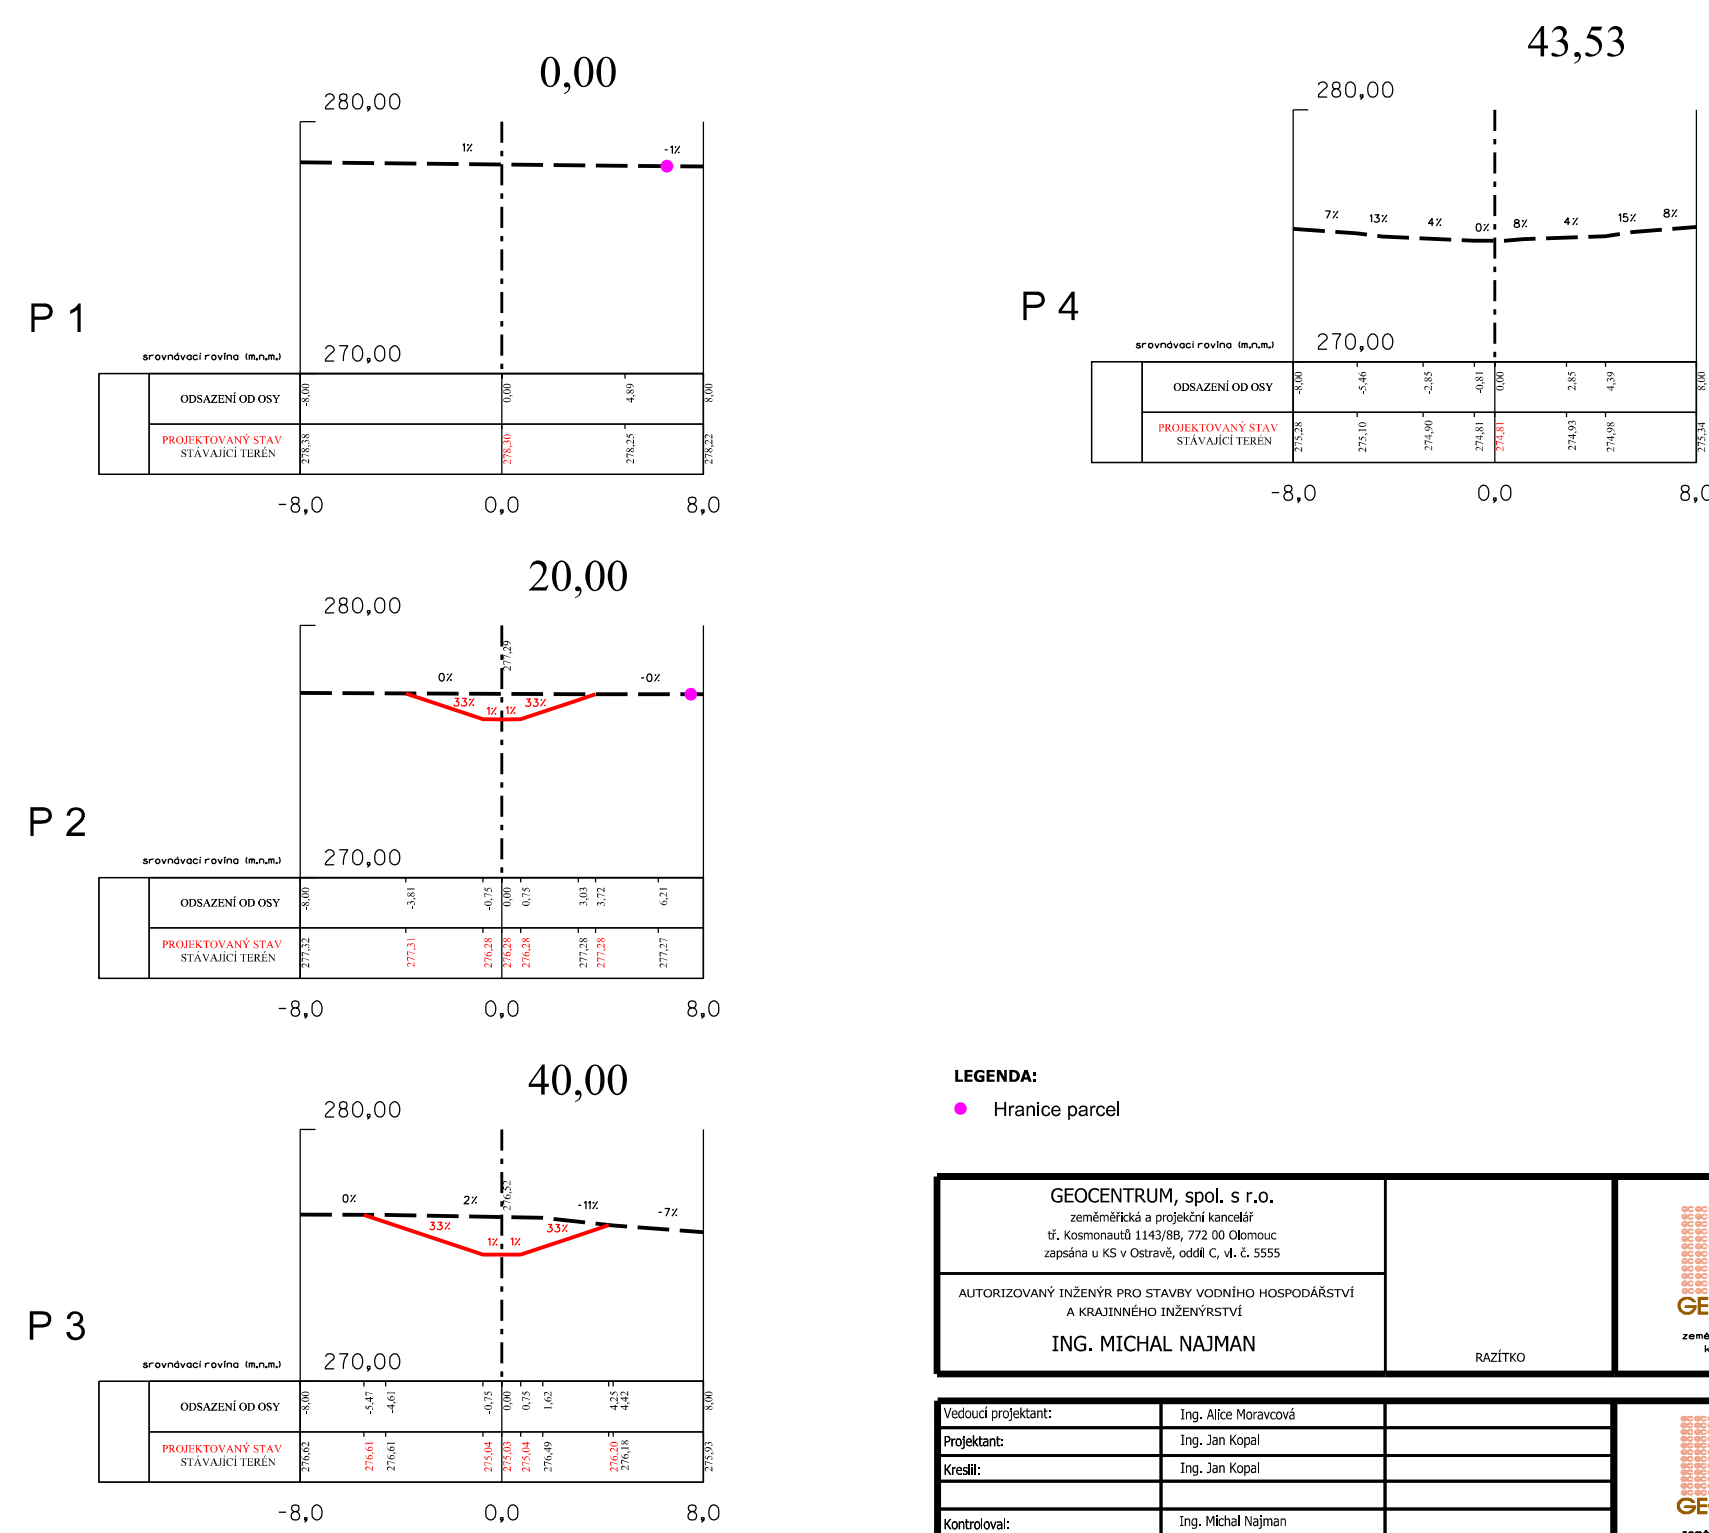 0,00
280,00
1%
-1%
P 1
srovnávací rovina (m.n.m.)
270,00
ODSAZENÍ OD OSY
-8,00
0,00
4,89
8,00
PROJEKTOVANÝ STAV
STÁVAJÍCÍ TERÉN
278,38
278,30
278,25
278,22
-8,0
0,0
8,0
20,00
280,00
277,29
0%
-0%
33%
1%
1%
33%
P 2
srovnávací rovina (m.n.m.)
270,00
ODSAZENÍ OD OSY
-8,00
-3,81
-0,75
0,00
0,75
3,03
3,72
6,21
PROJEKTOVANÝ STAV
STÁVAJÍCÍ TERÉN
277,32
277,31
276,28
276,28
276,28
277,28
277,28
277,27
-8,0
0,0
8,0
40,00
280,00
276,52
0%
2%
-11%
-7%
33%
1%
1%
33%
P 3
srovnávací rovina (m.n.m.)
270,00
ODSAZENÍ OD OSY
-8,00
-5,47
-4,61
-0,75
0,00
0,75
1,62
4,25
4,42
8,00
PROJEKTOVANÝ STAV
STÁVAJÍCÍ TERÉN
276,62
276,61
276,61
275,04
275,03
275,04
276,49
276,20
276,18
275,93
-8,0
0,0
8,0
43,53
280,00
7%
13%
4%
0%
8%
4%
15%
8%
P 4
srovnávací rovina (m.n.m.)
270,00
ODSAZENÍ OD OSY
-8,00
-5,46
-2,85
-0,81
0,00
2,85
4,39
8,00
PROJEKTOVANÝ STAV
STÁVAJÍCÍ TERÉN
275,28
275,10
274,90
274,81
274,81
274,93
274,98
275,34
-8,0
0,0
8,0
LEGENDA:
Hranice parcel
GEOCENTRUM, spol. s r.o.
zeměměřická a projekční kancelář
tř. Kosmonautů 1143/8B, 772 00 Olomouc
zapsána u KS v Ostravě, oddíl C, vl. č. 5555
AUTORIZOVANÝ INŽENÝR PRO STAVBY VODNÍHO HOSPODÁŘSTVÍ
A KRAJINNÉHO INŽENÝRSTVÍ
ING. MICHAL NAJMAN
RAZÍTKO
GE
země
k
Vedoucí projektant:
Ing. Alice Moravcová
Projektant:
Ing. Jan Kopal
Kreslil:
Ing. Jan Kopal
Kontroloval:
Ing. Michal Najman
GE